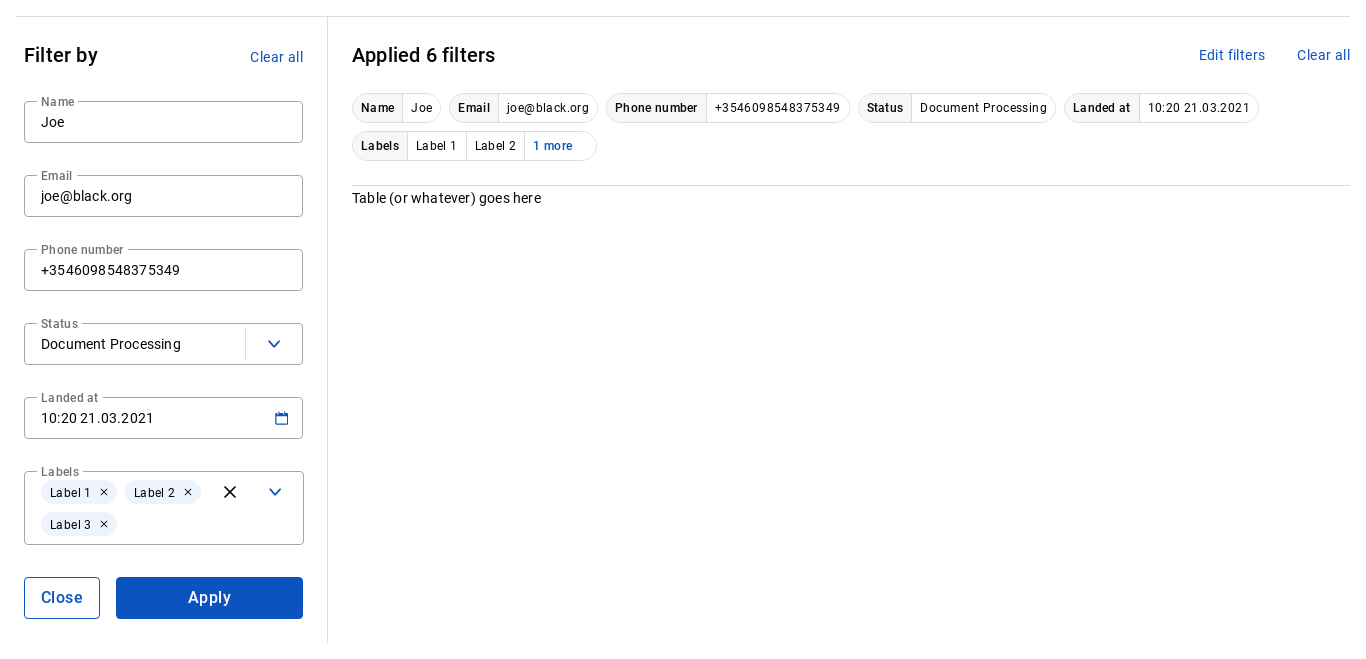 Filter by
Clear all
Name
Joe
Email
joe@black.org
Phone number
+3546098548375349
Status
Document Processing
Landed at
10:20 21.03.2021
Labels
Label 1 Label 2
Label 3
Close Apply
Applied 6 filters
Edit filters Clear all
Name Joe Email joe@black.org Phone number +3546098548375349 Status Document Processing Landed at 10:20 21.03.2021
Labels Label 1 Label 2 1 more
Table (or whatever) goes here